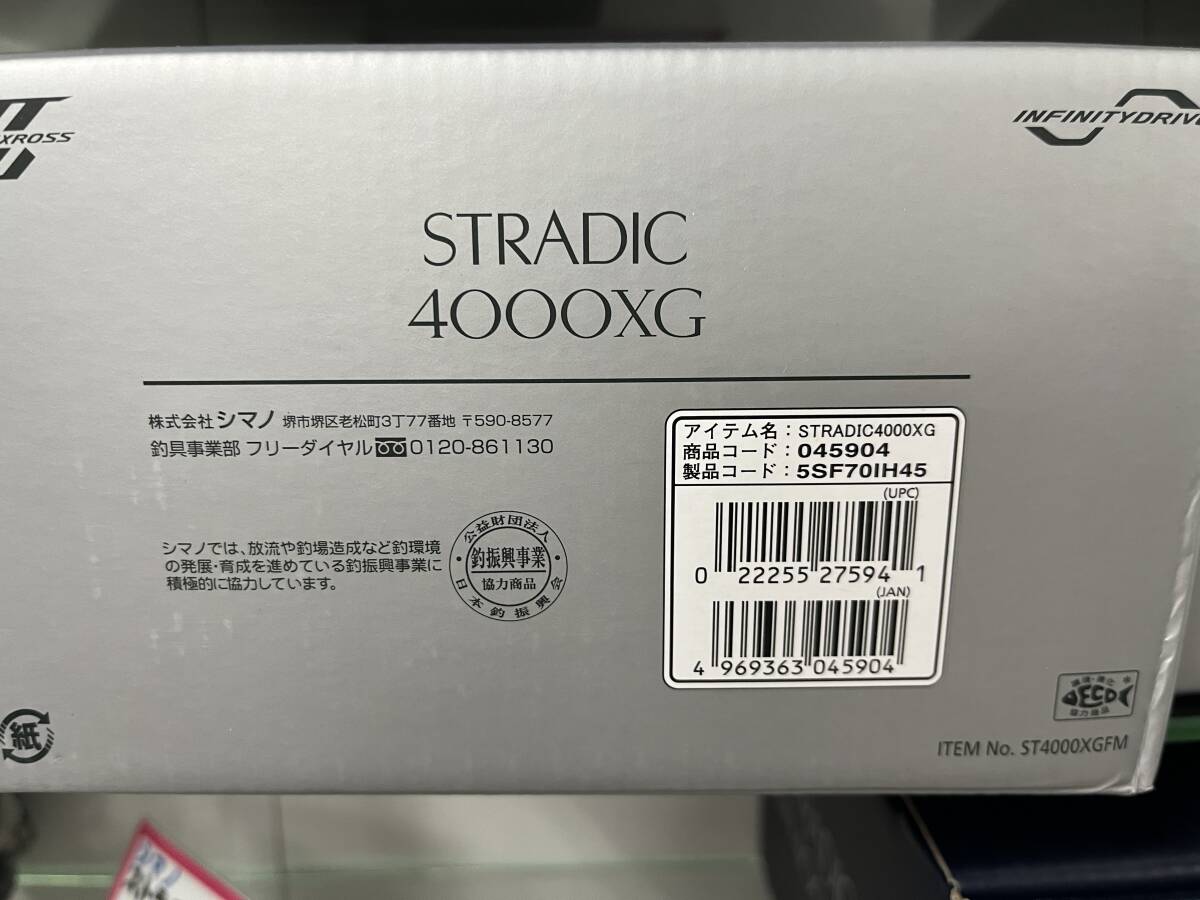 XROSS
INFINITYDRIVE
STRADIC
4000XG
株式会社 シマノ 堺市堺区老松町3丁77番地 〒590-8577
釣具事業部 フリーダイヤル 0120-861130
シマノでは、放流や釣場造成など釣環境
の発展・育成を進めている釣振興事業に
積極的に協力しています。
公益財団法人
釣振興事業
協力商品
日本釣振興会
アイテム名：STRADIC4000XG
商品コード：045904
製品コード：5SF70IH45
(UPC)
0 22255 27594 1
(JAN)
4 969363 045904
ECO
協力商品
紙
ITEM No. ST4000XGFM